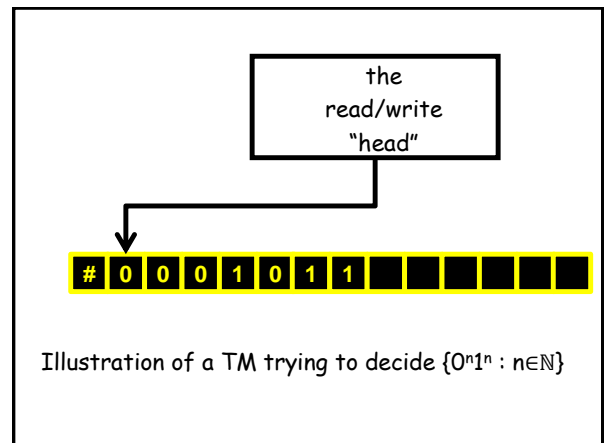 the
read/write
“head”
# 0 0 0 1 0 1 1
Illustration of a TM trying to decide {0ⁿ1ⁿ : n∈ℕ}